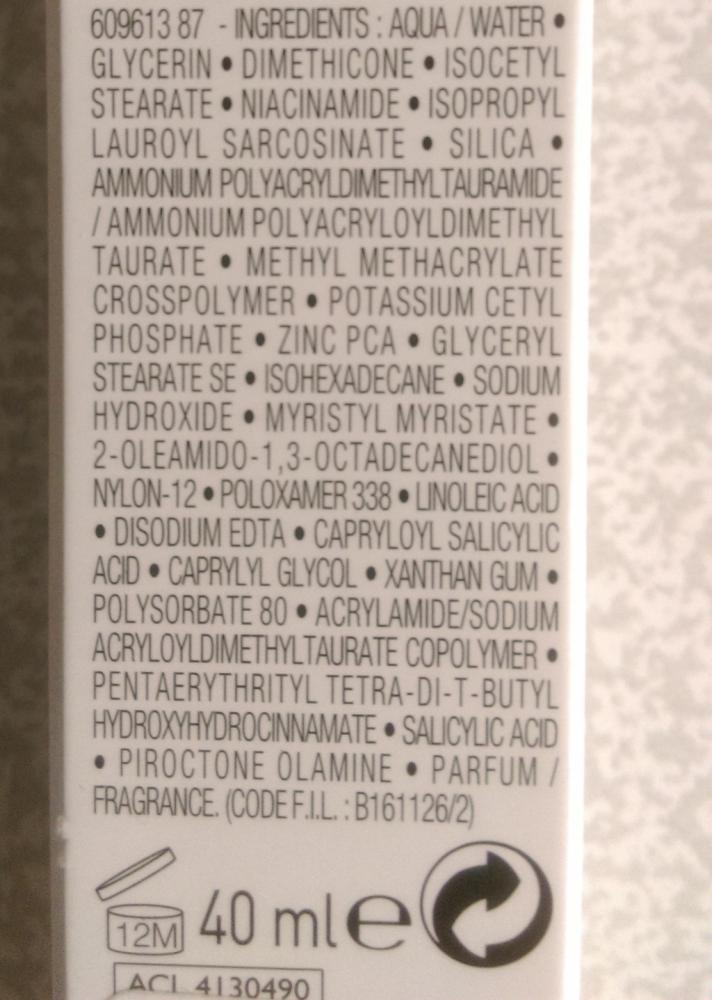 609613 87 - INGREDIENTS : AQUA / WATER •
GLYCERIN • DIMETHICONE • ISOCETYL
STEARATE • NIACINAMIDE • ISOPROPYL
LAUROYL SARCOSINATE • SILICA •
AMMONIUM POLYACRYLDIMETHYLTAURAMIDE
/ AMMONIUM POLYACRYLOYLDIMETHYL
TAURATE • METHYL METHACRYLATE
CROSSPOLYMER • POTASSIUM CETYL
PHOSPHATE • ZINC PCA • GLYCERYL
STEARATE SE • ISOHEXADECANE • SODIUM
HYDROXIDE • MYRISTYL MYRISTATE •
2-OLEAMIDO-1,3-OCTADECANEDIOL •
NYLON-12 • POLOXAMER 338 • LINOLEIC ACID
• DISODIUM EDTA • CAPRYLOYL SALICYLIC
ACID • CAPRYLYL GLYCOL • XANTHAN GUM •
POLYSORBATE 80 • ACRYLAMIDE/SODIUM
ACRYLOYLDIMETHYLTAURATE COPOLYMER •
PENTAERYTHRITYL TETRA-DI-T-BUTYL
HYDROXYHYDROCINNAMATE • SALICYLIC ACID
• PIROCTONE OLAMINE • PARFUM /
FRAGRANCE. (CODE F.I.L. : B161126/2)
12M 40 ml e
ACL 4130490